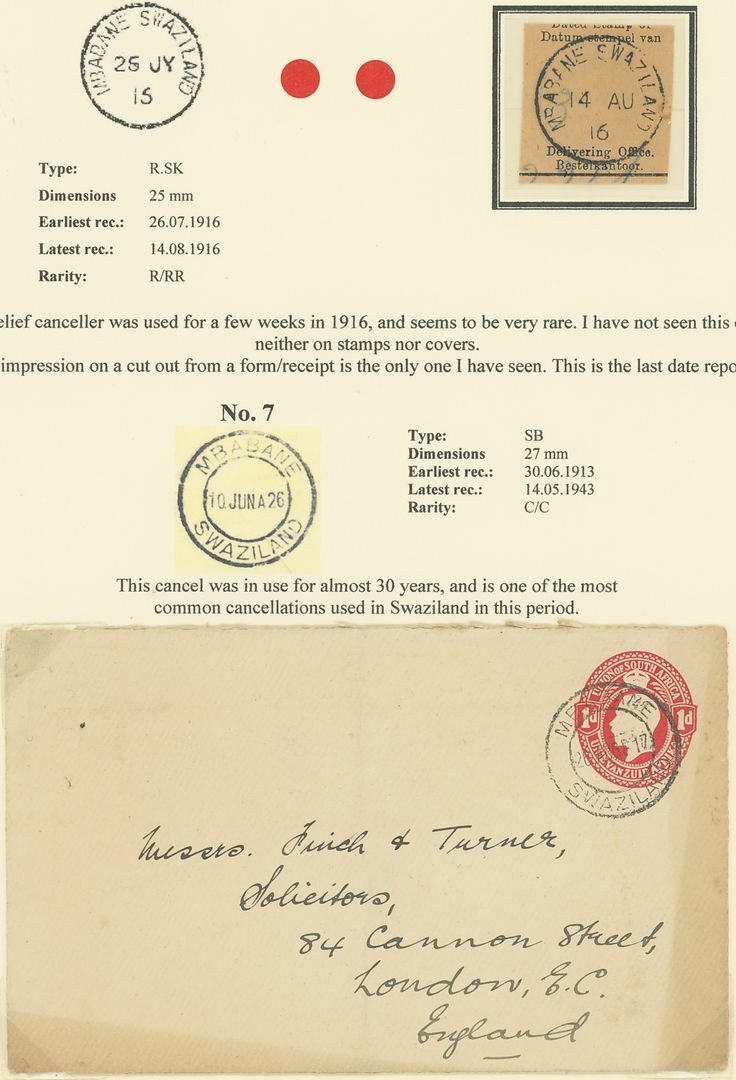 MBABANE SWAZILAND
26 JY
16
Dated Stamp of
Datum-stempel van
MBABANE SWAZILAND
14 AU
16
Delivering Office.
Bestelkantoor.
Type: R.SK
Dimensions 25 mm
Earliest rec.: 26.07.1916
Latest rec.: 14.08.1916
Rarity: R/RR
elief canceller was used for a few weeks in 1916, and seems to be very rare. I have not seen this
neither on stamps nor covers.
impression on a cut out from a form/receipt is the only one I have seen. This is the last date repo
No. 7
MBABANE
10 JUN A 26
SWAZILAND
Type: SB
Dimensions 27 mm
Earliest rec.: 30.06.1913
Latest rec.: 14.05.1943
Rarity: C/C
This cancel was in use for almost 30 years, and is one of the most
common cancellations used in Swaziland in this period.
UNION OF SOUTH AFRICA
1d 1d
SWAZILAND
Messrs. Finch & Turner,
Solicitors,
84 Cannon Street,
London, E.C.
England